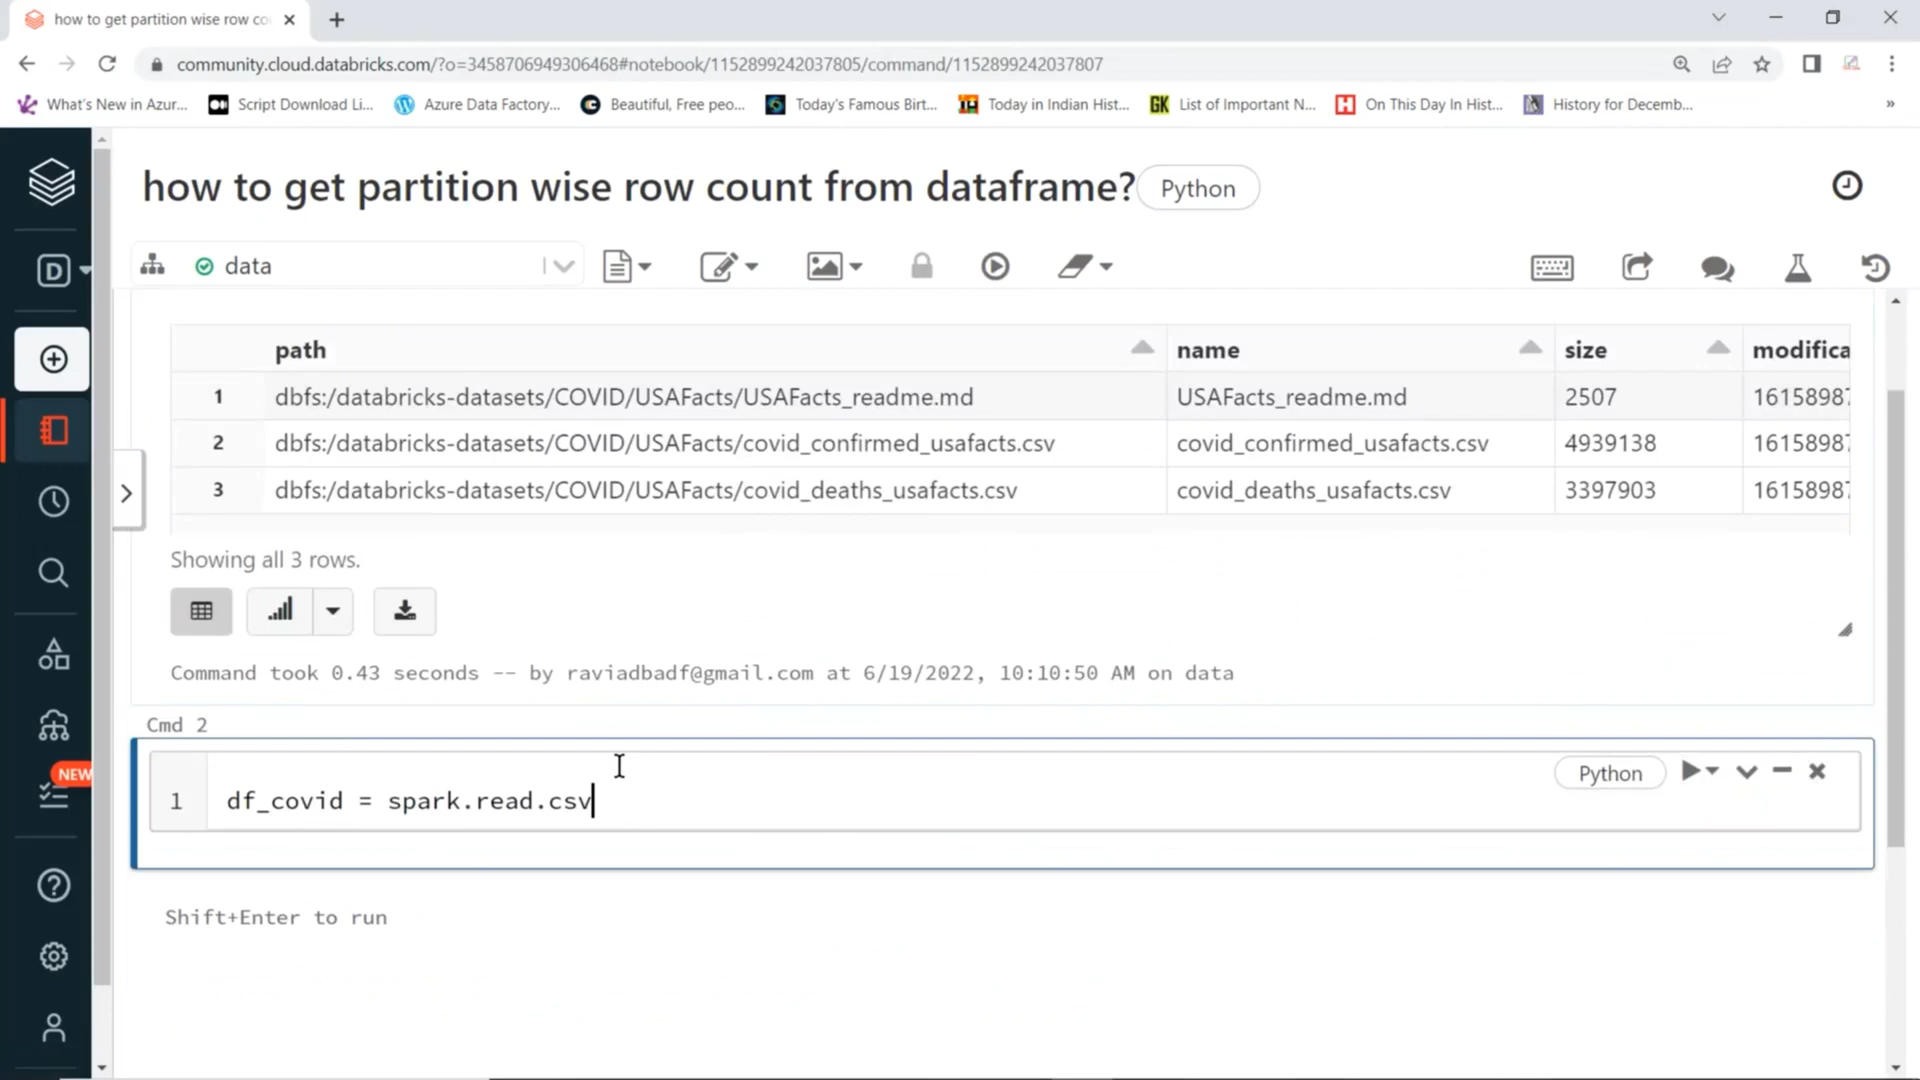 how to get partition wise row co
community.cloud.databricks.com/?o=3458706949306468#notebook/1152899242037805/command/1152899242037807
What's New in Azur...
Script Download Li...
Azure Data Factory...
Beautiful, Free peo...
Today's Famous Birt...
Today in Indian Hist...
GK List of Important N...
On This Day In Hist...
History for Decemb...
»
how to get partition wise row count from dataframe? Python
D
data
path name size modifica
1 dbfs:/databricks-datasets/COVID/USAFacts/USAFacts_readme.md USAFacts_readme.md 2507 16158987
2 dbfs:/databricks-datasets/COVID/USAFacts/covid_confirmed_usafacts.csv covid_confirmed_usafacts.csv 4939138 16158987
3 dbfs:/databricks-datasets/COVID/USAFacts/covid_deaths_usafacts.csv covid_deaths_usafacts.csv 3397903 16158987
Showing all 3 rows.
Command took 0.43 seconds -- by raviadbadf@gmail.com at 6/19/2022, 10:10:50 AM on data
Cmd 2
Python
1 df_covid = spark.read.csv
NEW
Shift+Enter to run